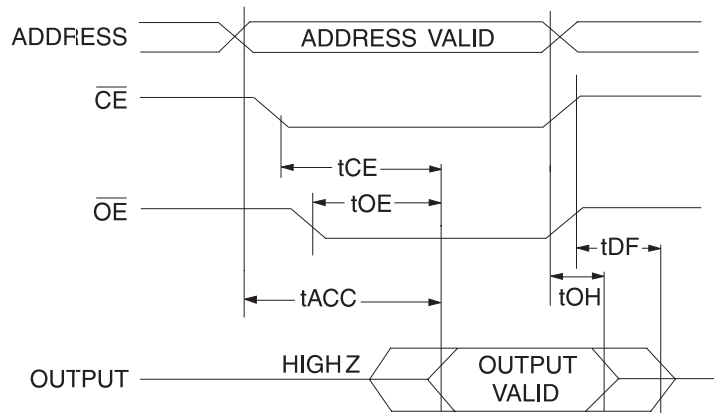 ADDRESS
ADDRESS VALID
CE
tCE
OE
tOE
tDF
tACC
tOH
HIGH Z
OUTPUT
OUTPUT
VALID